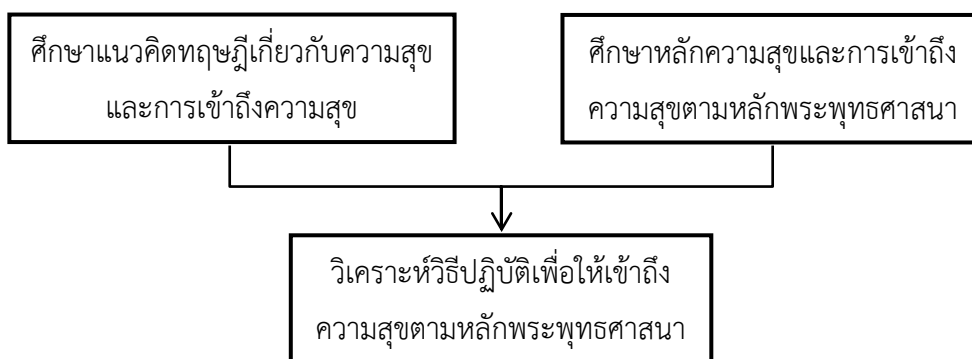 ศึกษาแนวคิดทฤษฎีเกี่ยวกับความสุข
และการเข้าถึงความสุข
ศึกษาหลักความสุขและการเข้าถึง
ความสุขตามหลักพระพุทธศาสนา
วิเคราะห์วิธีปฏิบัติเพื่อให้เข้าถึง
ความสุขตามหลักพระพุทธศาสนา